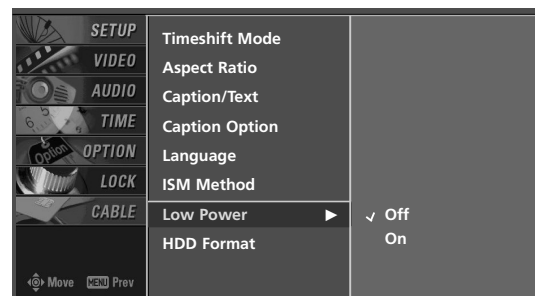 SETUP
VIDEO
AUDIO
TIME
OPTION
LOCK
CABLE
Move MENU Prev
Timeshift Mode
Aspect Ratio
Caption/Text
Caption Option
Language
ISM Method
Low Power ▶
HDD Format
✓ Off
On